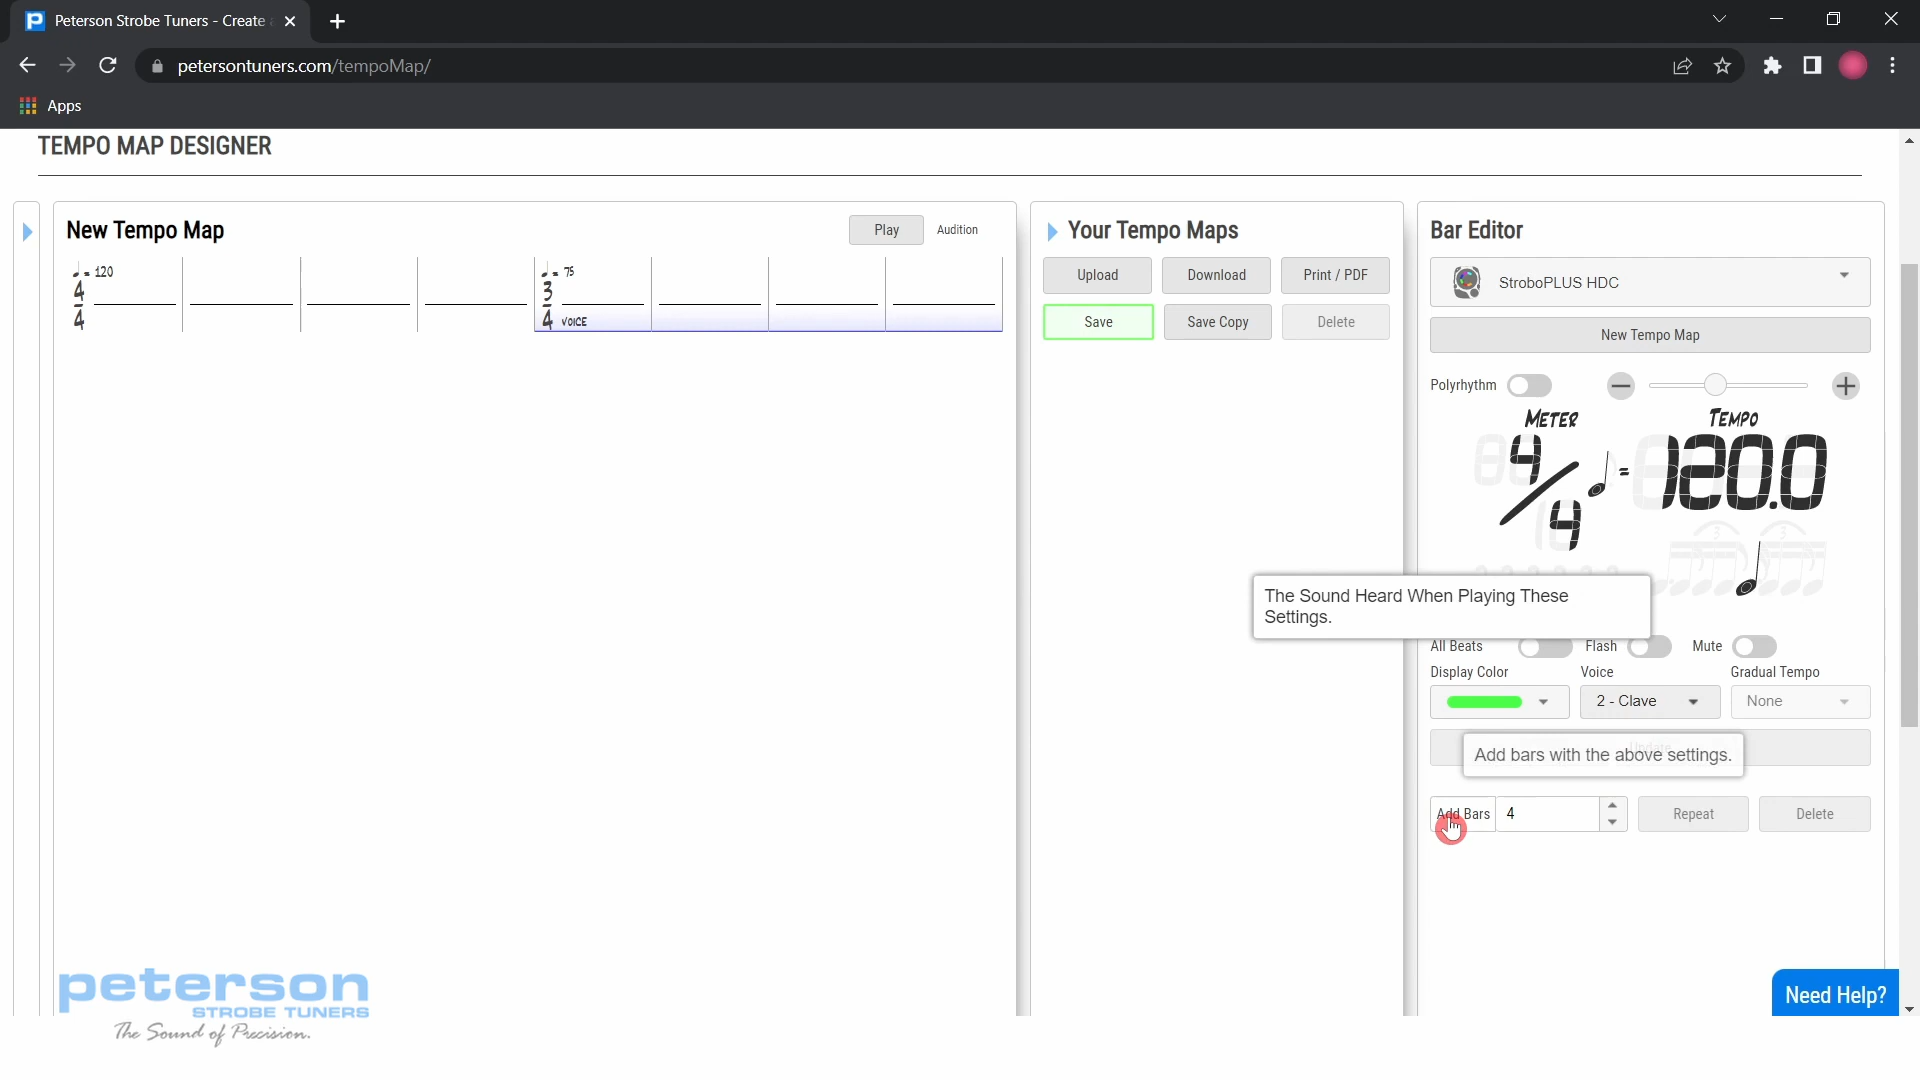 Peterson Strobe Tuners - Create a
petersontuners.com/tempoMap/
Apps
TEMPO MAP DESIGNER
New Tempo Map
Play
Audition
= 120
4
4
= 75
3
4 VOICE
Your Tempo Maps
Upload
Download
Print / PDF
Save
Save Copy
Delete
Bar Editor
StroboPLUS HDC
New Tempo Map
Polyrhythm
METER
TEMPO
4/4 = 120.0
The Sound Heard When Playing These
Settings.
All Beats
Flash
Mute
Display Color
Voice
Gradual Tempo
2 - Clave
None
Update
Add bars with the above settings.
Add Bars
4
Repeat
Delete
Need Help?
peterson
STROBE TUNERS
The Sound of Precision.